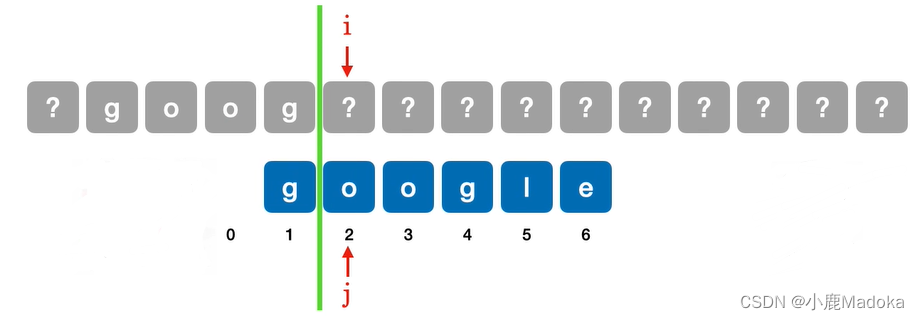 i
? g o o g ? ? ? ? ? ? ? ? ? ?
g o o g l e
0 1 2 3 4 5 6
j
CSDN @小鹿Madoka